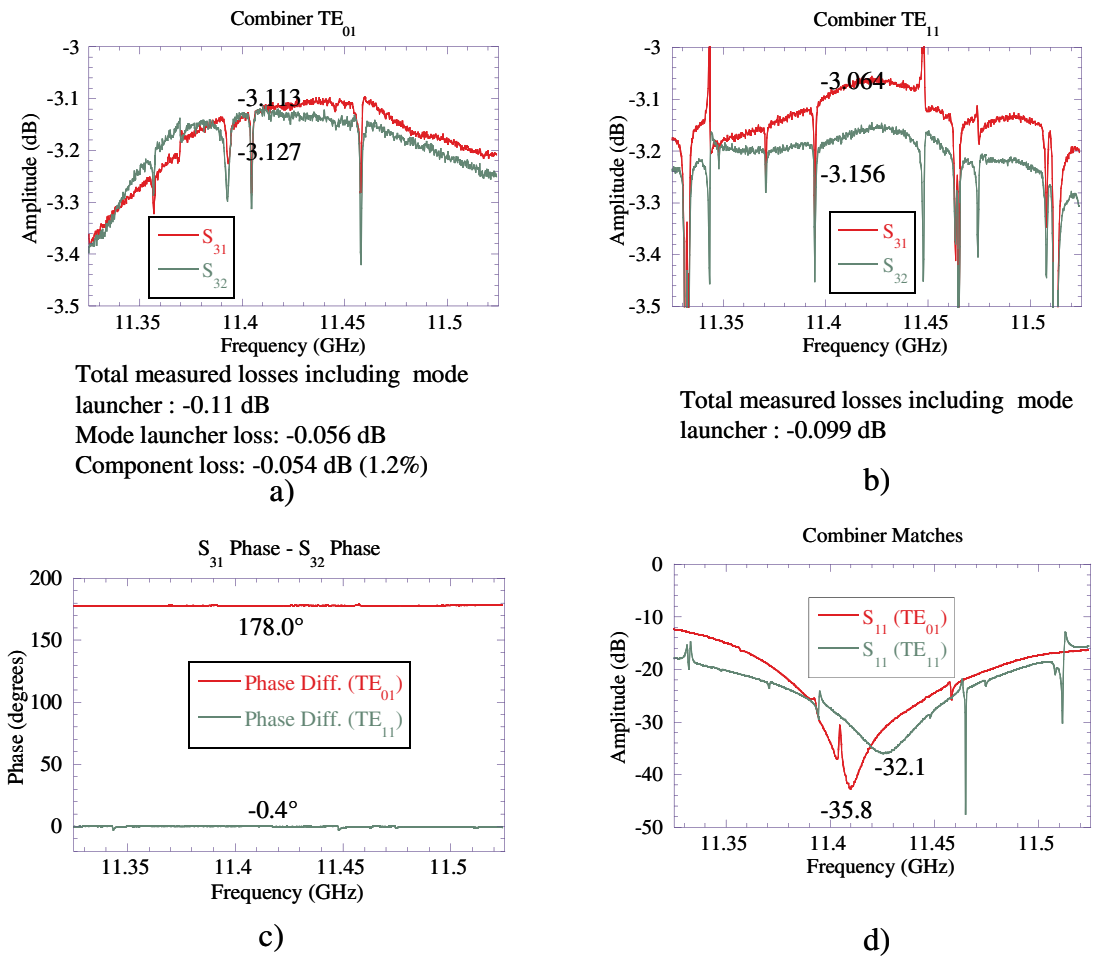 Combiner TE01
-3
-3.1
-3.2
-3.3
-3.4
-3.5
Amplitude (dB)
-3.113
-3.127
S31
S32
11.35
11.4
11.45
11.5
Frequency (GHz)
Total measured losses including mode
launcher : -0.11 dB
Mode launcher loss: -0.056 dB
Component loss: -0.054 dB (1.2%)
a)
Combiner TE11
-3
-3.1
-3.2
-3.3
-3.4
-3.5
Amplitude (dB)
-3.064
-3.156
S31
S32
11.35
11.4
11.45
11.5
Frequency (GHz)
Total measured losses including mode
launcher : -0.099 dB
b)
S31 Phase - S32 Phase
200
150
100
50
0
Phase (degrees)
178.0°
Phase Diff. (TE01)
Phase Diff. (TE11)
-0.4°
11.35
11.4
11.45
11.5
Frequency (GHz)
c)
Combiner Matches
0
-10
-20
-30
-40
-50
Amplitude (dB)
S11 (TE01)
S11 (TE11)
-32.1
-35.8
11.35
11.4
11.45
11.5
Frequency (GHz)
d)